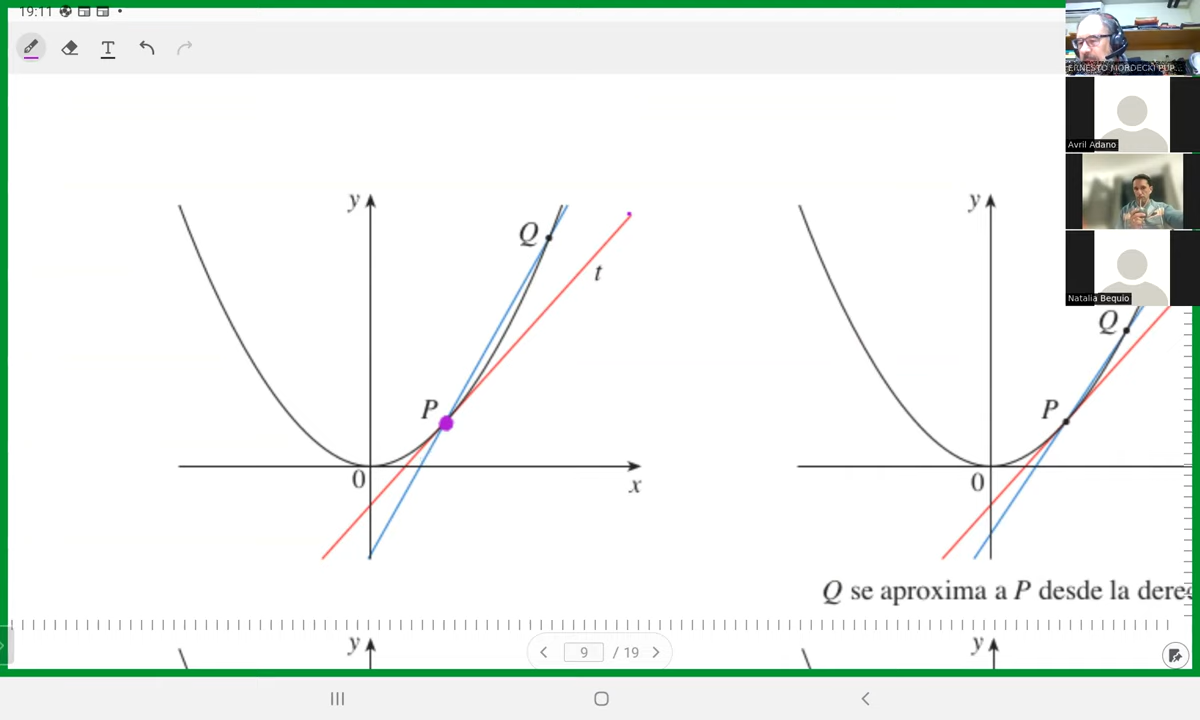 19:11
T
ERNESTO MORDECKI PUP...
Avril Adano
Natalia Bequio
y
Q
t
P
0
x
y
Q
P
0
Q se aproxima a P desde la dere
y
y
9 / 19